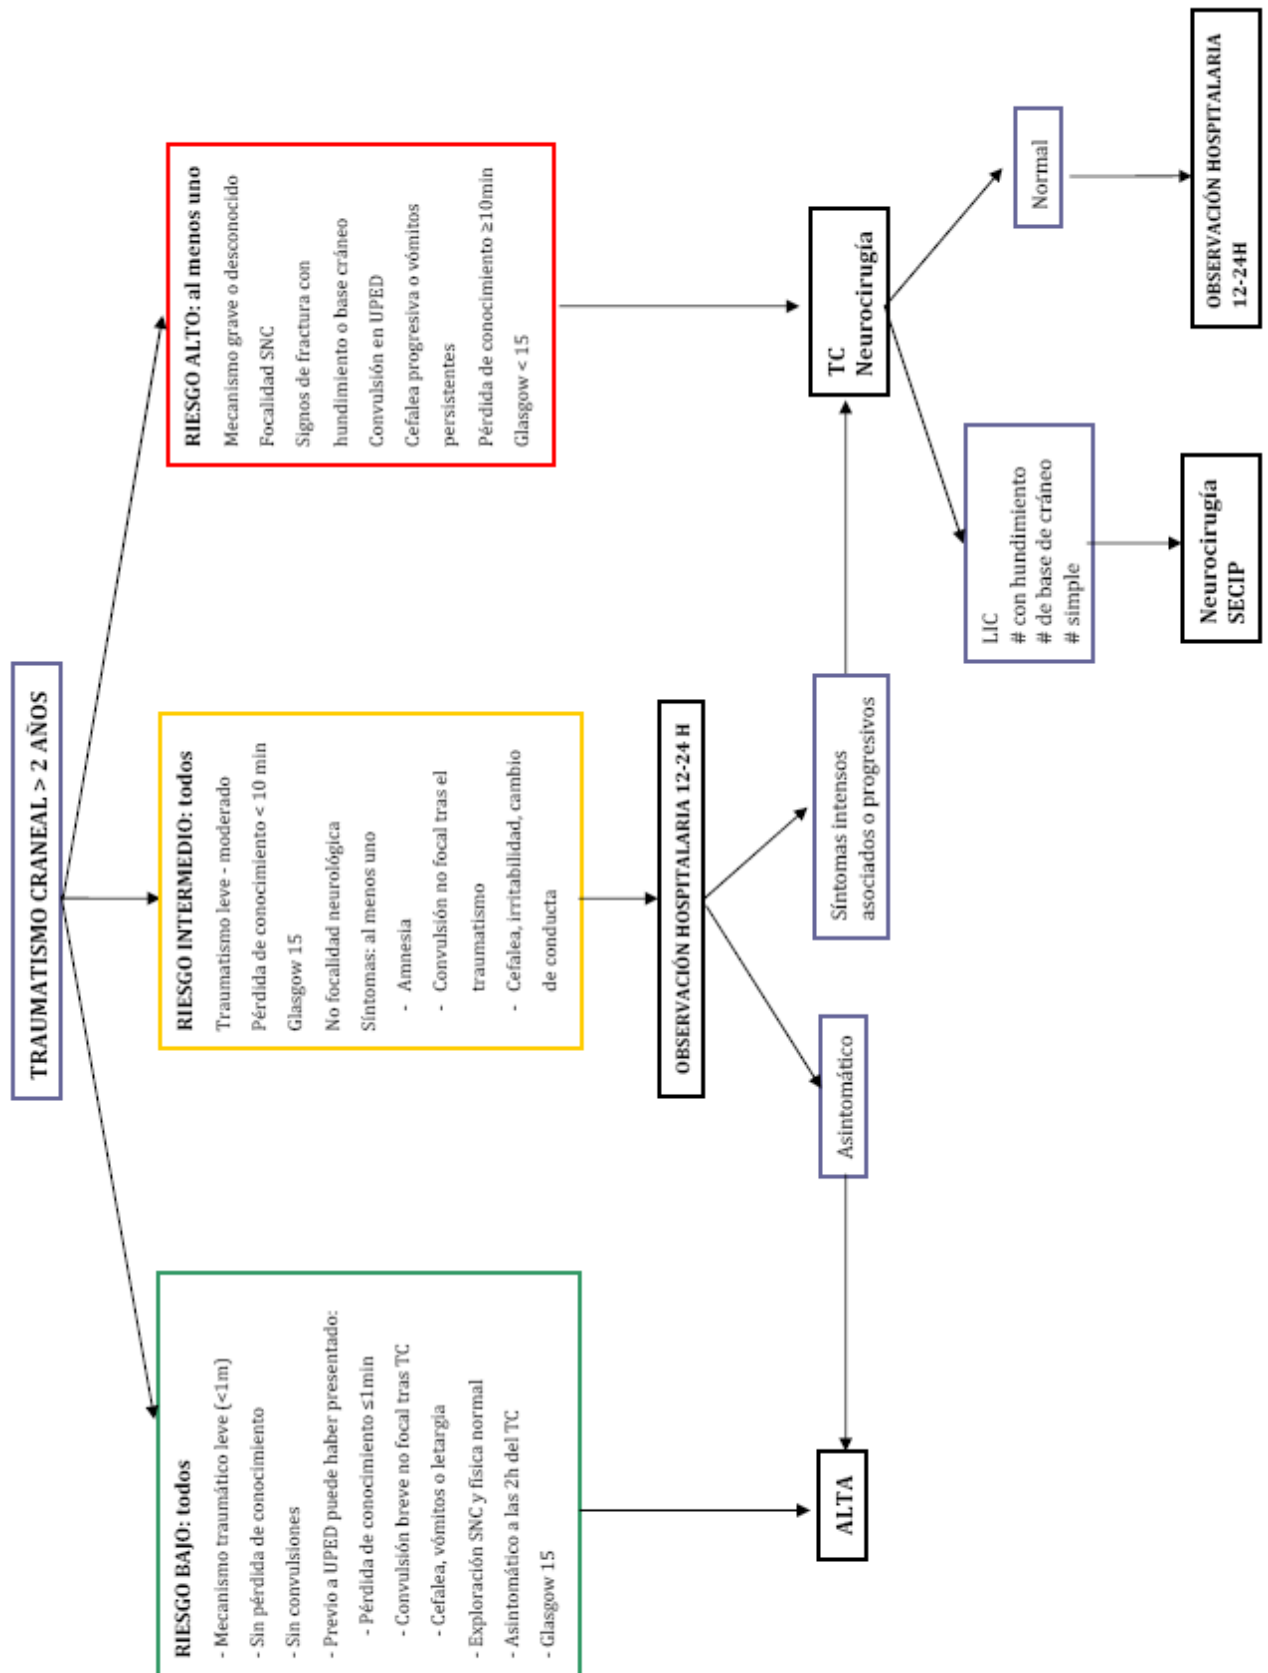 TRAUMATISMO CRANEAL > 2 AÑOS
RIESGO BAJO: todos
- Mecanismo traumático leve (<1m)
- Sin pérdida de conocimiento
- Sin convulsiones
- Previo a UPED puede haber presentado:
- Pérdida de conocimiento ≤1min
- Convulsión breve no focal tras TC
- Cefalea, vómitos o letargia
- Exploración SNC y física normal
- Asintomático a las 2h del TC
- Glasgow 15
RIESGO INTERMEDIO: todos
Traumatismo leve - moderado
Pérdida de conocimiento < 10 min
Glasgow 15
No focalidad neurológica
Síntomas: al menos uno
- Amnesia
- Convulsión no focal tras el
traumatismo
- Cefalea, irritabilidad, cambio
de conducta
RIESGO ALTO: al menos uno
Mecanismo grave o desconocido
Focalidad SNC
Signos de fractura con
hundimiento o base cráneo
Convulsión en UPED
Cefalea progresiva o vómitos
persistentes
Pérdida de conocimiento ≥10min
Glasgow < 15
OBSERVACIÓN HOSPITALARIA 12-24 H
ALTA
Asintomático
Síntomas intensos
asociados o progresivos
TC
Neurocirugía
LIC
# con hundimiento
# de base de cráneo
# simple
Normal
Neurocirugía
SECIP
OBSERVACIÓN HOSPITALARIA
12-24H